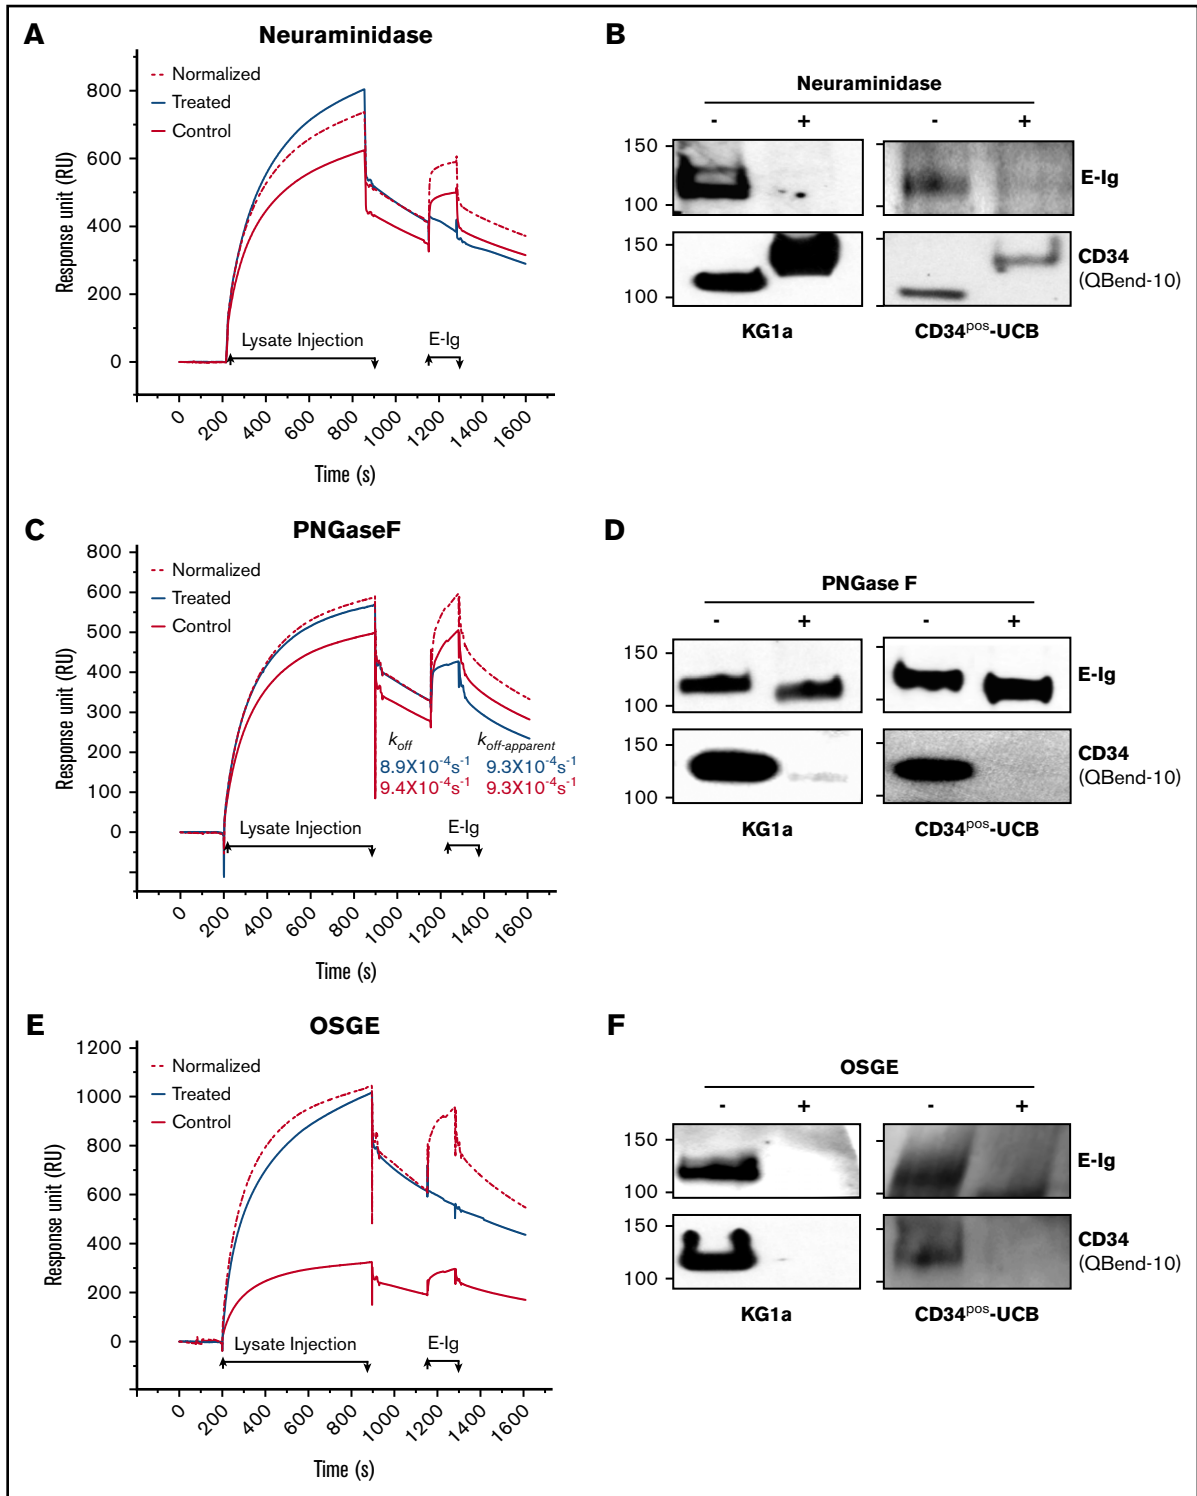 A
Neuraminidase
Normalized
Treated
Control
800
600
400
200
0
Response unit (RU)
Lysate Injection
E-Ig
0 200 400 600 800 1000 1200 1400 1600
Time (s)
B
Neuraminidase
- + - +
150
100
E-Ig
150
100
CD34
(QBend-10)
KG1a
CD34pos-UCB
C
PNGaseF
800
Normalized
Treated
Control
600
500
400
300
200
100
0
Response unit (RU)
koff koff-apparent
8.9X10-4s-1 9.3X10-4s-1
9.4X10-4s-1 9.3X10-4s-1
Lysate Injection
E-Ig
0 200 400 600 800 1000 1200 1400 1600
Time (s)
D
PNGase F
- + - +
150
100
E-Ig
150
100
CD34
(QBend-10)
KG1a
CD34pos-UCB
E
OSGE
1200
Normalized
Treated
Control
1000
800
600
400
200
0
Response unit (RU)
Lysate Injection
E-Ig
0 200 400 600 800 1000 1200 1400 1600
Time (s)
F
OSGE
- + - +
150
100
E-Ig
150
100
CD34
(QBend-10)
KG1a
CD34pos-UCB